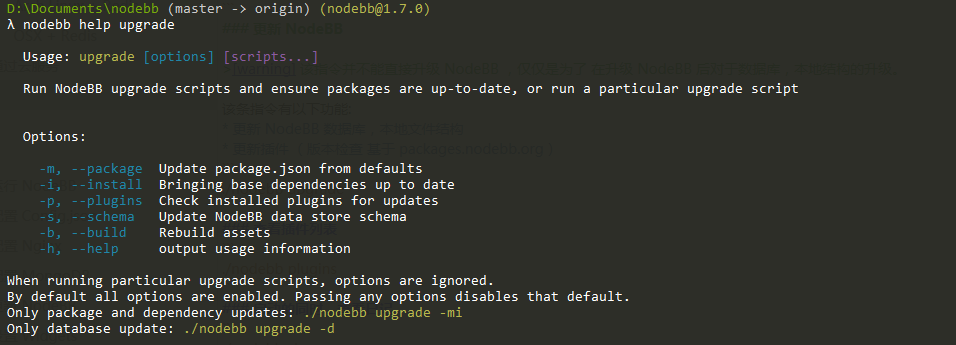 D:\Documents\nodebb (master -> origin) (nodebb@1.7.0)
λ nodebb help upgrade
Usage: upgrade [options] [scripts...]
Run NodeBB upgrade scripts and ensure packages are up-to-date, or run a particular upgrade script
Options:
-m, --package Update package.json from defaults
-i, --install Bringing base dependencies up to date
-p, --plugins Check installed plugins for updates
-s, --schema Update NodeBB data store schema
-b, --build Rebuild assets
-h, --help output usage information
When running particular upgrade scripts, options are ignored.
By default all options are enabled. Passing any options disables that default.
Only package and dependency updates: ./nodebb upgrade -mi
Only database update: ./nodebb upgrade -d